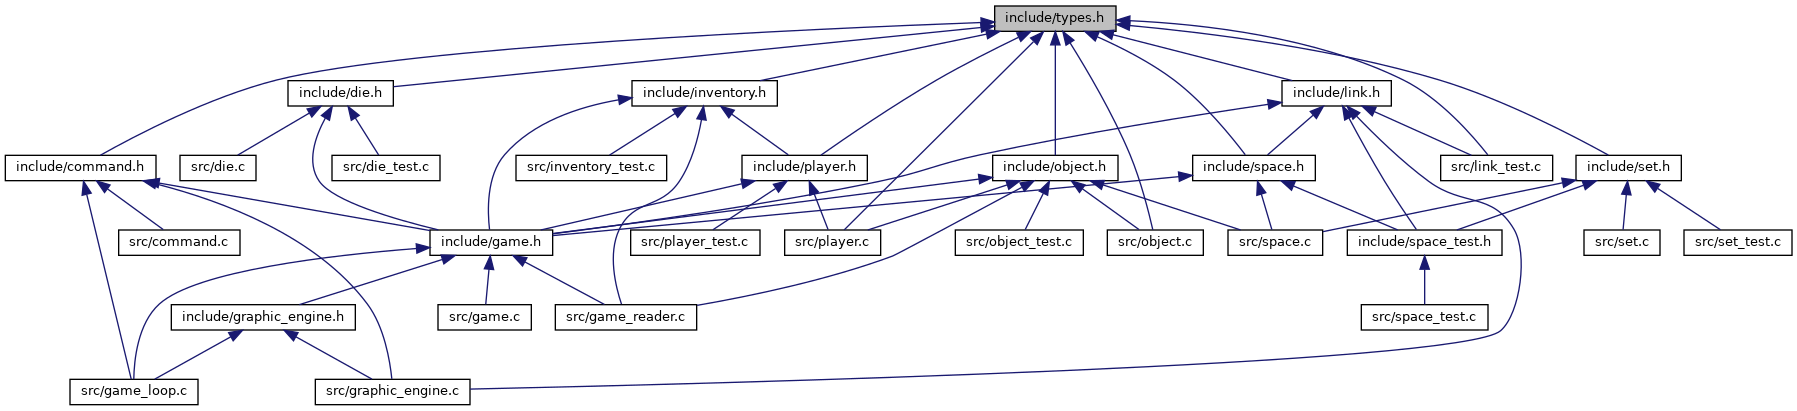 include/types.h
include/die.h
include/inventory.h
include/link.h
include/command.h
src/die.c
src/die_test.c
src/inventory_test.c
include/player.h
include/object.h
include/space.h
src/link_test.c
include/set.h
src/command.c
include/game.h
src/player_test.c
src/player.c
src/object_test.c
src/object.c
src/space.c
include/space_test.h
src/set.c
src/set_test.c
include/graphic_engine.h
src/game.c
src/game_reader.c
src/space_test.c
src/game_loop.c
src/graphic_engine.c